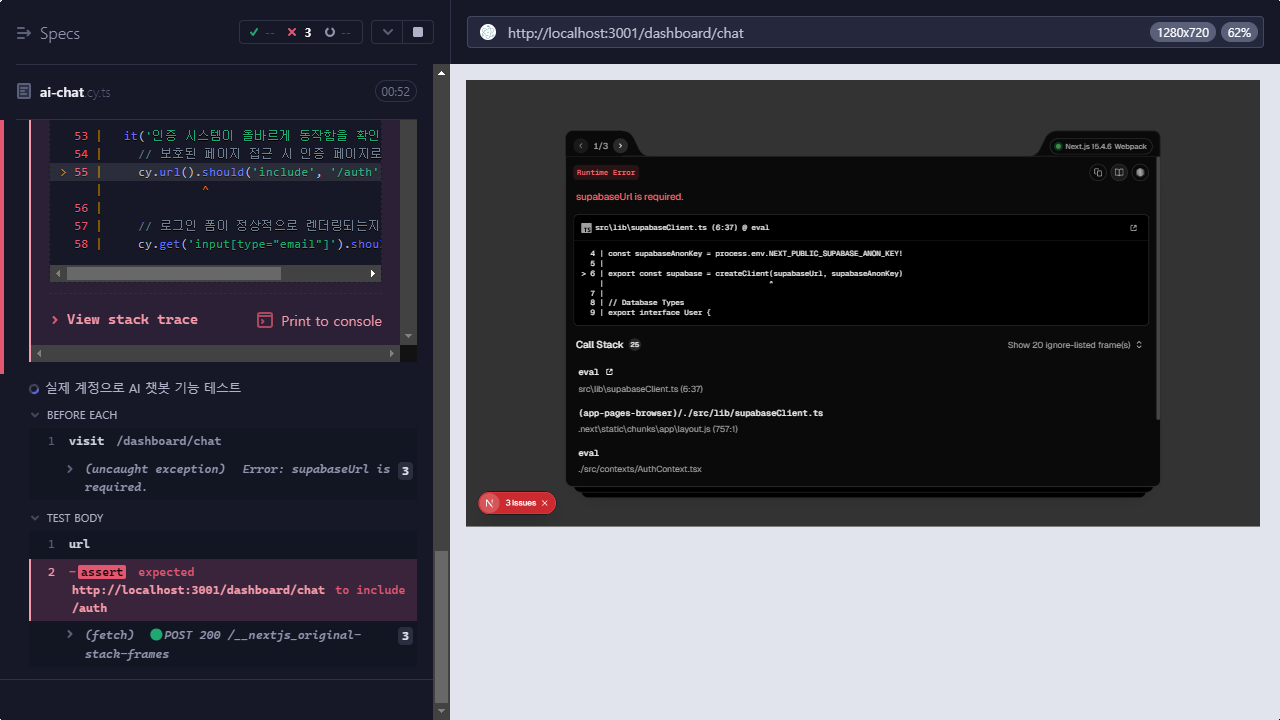 Specs
-- 3 --
ai-chat.cy.ts 00:52
53 | it('인증 시스템이 올바르게 동작함을 확인
54 | // 보호된 페이지 접근 시 인증 페이지로
> 55 | cy.url().should('include', '/auth'
| ^
56 |
57 | // 로그인 폼이 정상적으로 렌더링되는지
58 | cy.get('input[type="email"]').shou
> View stack trace
Print to console
실제 계정으로 AI 챗봇 기능 테스트
BEFORE EACH
1 visit /dashboard/chat
(uncaught exception) Error: supabaseUrl is 3
required.
TEST BODY
1 url
2 -assert expected
http://localhost:3001/dashboard/chat to include
/auth
(fetch) POST 200 /__nextjs_original-
stack-frames 3
http://localhost:3001/dashboard/chat
1280x720 62%
1/3
Next.js 15.4.6 Webpack
Runtime Error
supabaseUrl is required.
TS src\lib\supabaseClient.ts (6:37) @ eval
4 | const supabaseAnonKey = process.env.NEXT_PUBLIC_SUPABASE_ANON_KEY!
5 |
> 6 | export const supabase = createClient(supabaseUrl, supabaseAnonKey)
| ^
7 |
8 | // Database Types
9 | export interface User {
Call Stack 25
Show 20 ignore-listed frame(s)
eval
src\lib\supabaseClient.ts (6:37)
(app-pages-browser)/./src/lib/supabaseClient.ts
.next\static\chunks\app\layout.js (757:1)
eval
./src/contexts/AuthContext.tsx
N 3 Issues ×